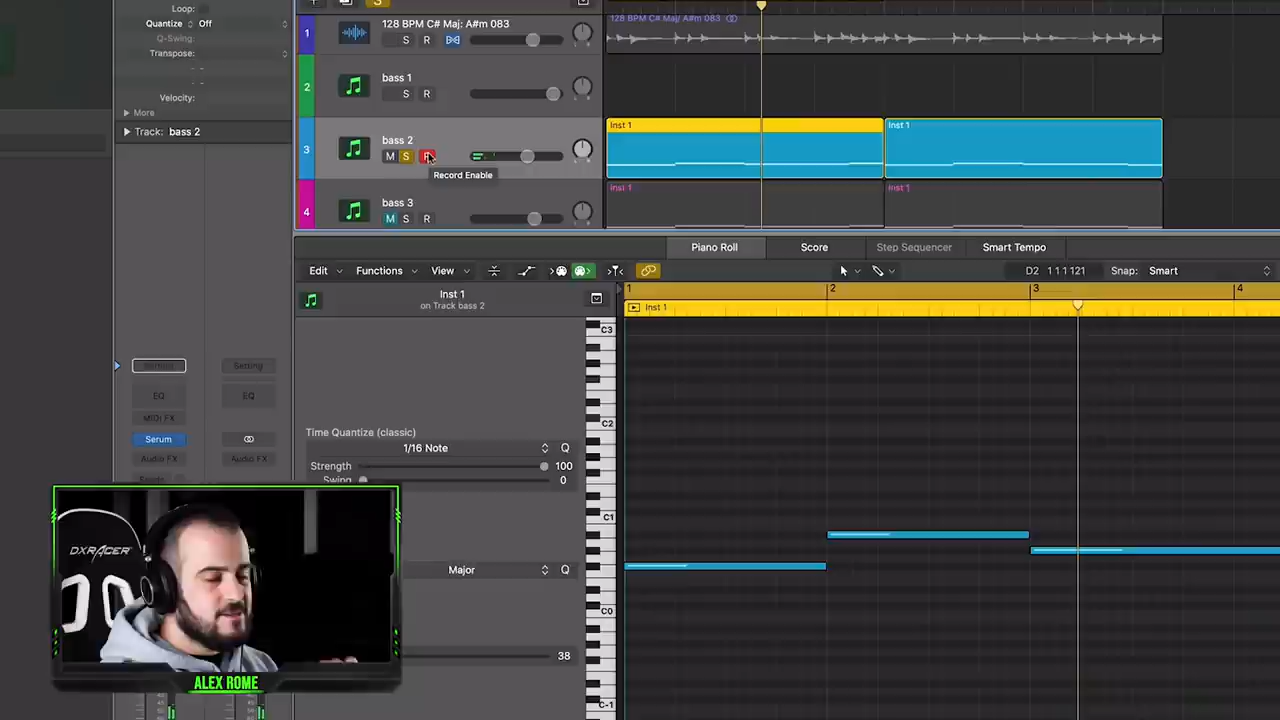 Loop:
Quantize Off
Q-Swing:
Transpose:
Velocity:
More
Track: bass 2
1
128 BPM C# Maj: A#m 083
S R
2
bass 1
S R
3
bass 2
M S R
Record Enable
4
bass 3
M S R
128 BPM C# Maj/ A#m 083
Inst 1
Inst 1
Inst 1
Inst 1
Piano Roll
Score
Step Sequencer
Smart Tempo
Edit
Functions
View
D2 1 1 1 121
Snap: Smart
Inst 1
on Track bass 2
1
2
3
4
Inst 1
C3
C2
C1
C0
C-1
Time Quantize (classic)
1/16 Note
Q
Strength
100
Swing
0
Major
Q
38
Setting
EQ
EQ
MIDI FX
Serum
Audio FX
Audio FX
DXRACER
ALEX ROME